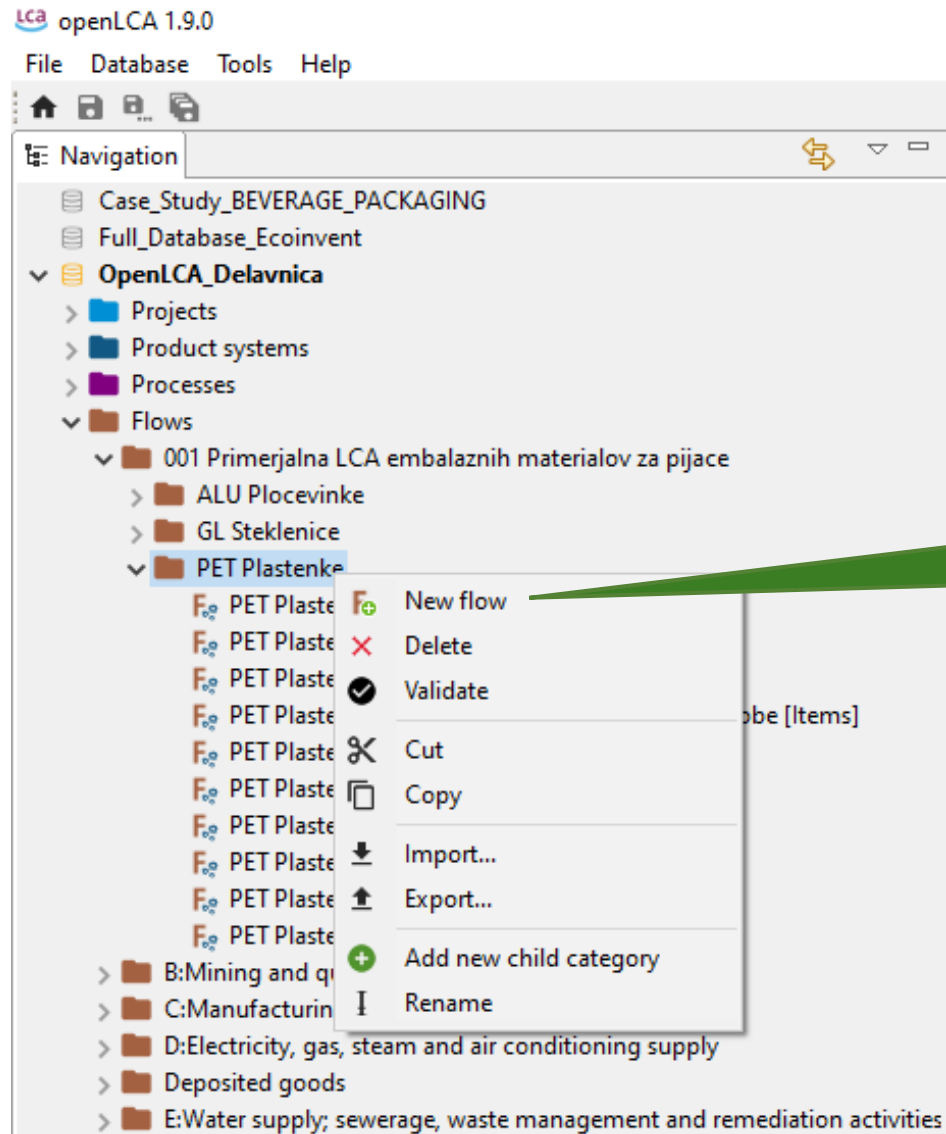 LCa openLCA 1.9.0
File Database Tools Help
Navigation
Case_Study_BEVERAGE_PACKAGING
Full_Database_Ecoinvent
OpenLCA_Delavnica
Projects
Product systems
Processes
Flows
001 Primerjalna LCA embalaznih materialov za pijace
ALU Plocevinke
GL Steklenice
PET Plastenke
PET Plaste New flow
PET Plaste Delete
PET Plaste Validate
PET Plaste [Items]
PET Plaste Cut
PET Plaste Copy
PET Plaste
PET Plaste Import...
PET Plaste Export...
PET Plaste
Add new child category
B:Mining and
C:Manufacturin Rename
D:Electricity, gas, steam and air conditioning supply
Deposited goods
E:Water supply; sewerage, waste management and remediation activities